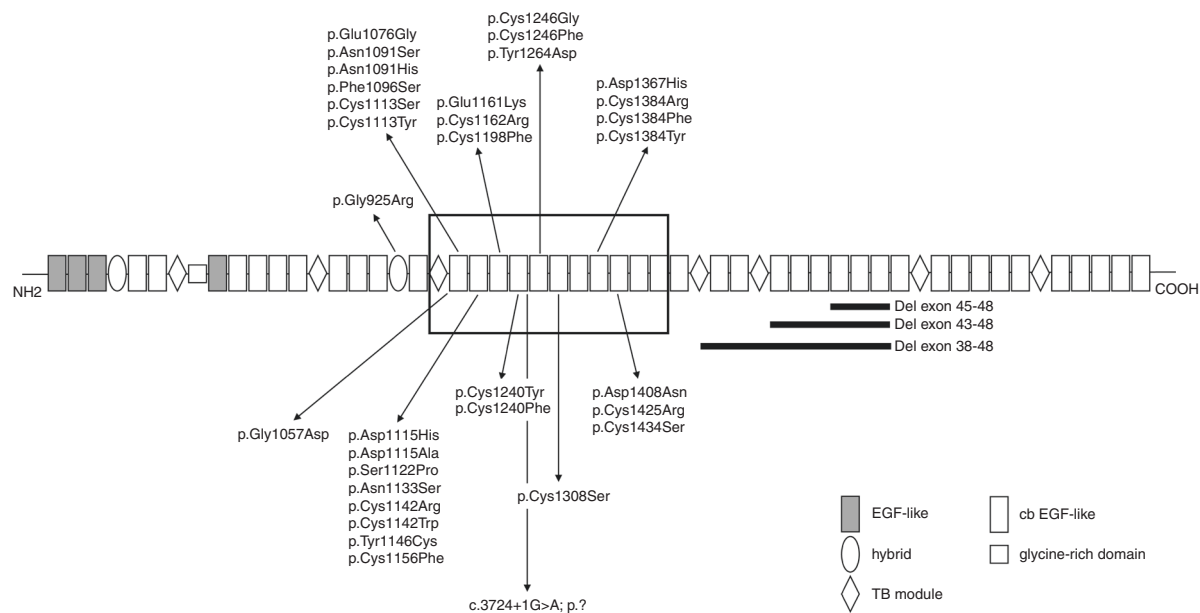 p.Cys1246Gly
p.Cys1246Phe
p.Tyr1264Asp
p.Glu1076Gly
p.Asn1091Ser
p.Asn1091His
p.Phe1096Ser
p.Cys1113Ser
p.Cys1113Tyr
p.Glu1161Lys
p.Cys1162Arg
p.Cys1198Phe
p.Asp1367His
p.Cys1384Arg
p.Cys1384Phe
p.Cys1384Tyr
p.Gly925Arg
NH2
COOH
Del exon 45-48
Del exon 43-48
Del exon 38-48
p.Gly1057Asp
p.Asp1115His
p.Asp1115Ala
p.Ser1122Pro
p.Asn1133Ser
p.Cys1142Arg
p.Cys1142Trp
p.Tyr1146Cys
p.Cys1156Phe
p.Cys1240Tyr
p.Cys1240Phe
p.Asp1408Asn
p.Cys1425Arg
p.Cys1434Ser
p.Cys1308Ser
c.3724+1G>A; p.?
EGF-like
cb EGF-like
hybrid
glycine-rich domain
TB module